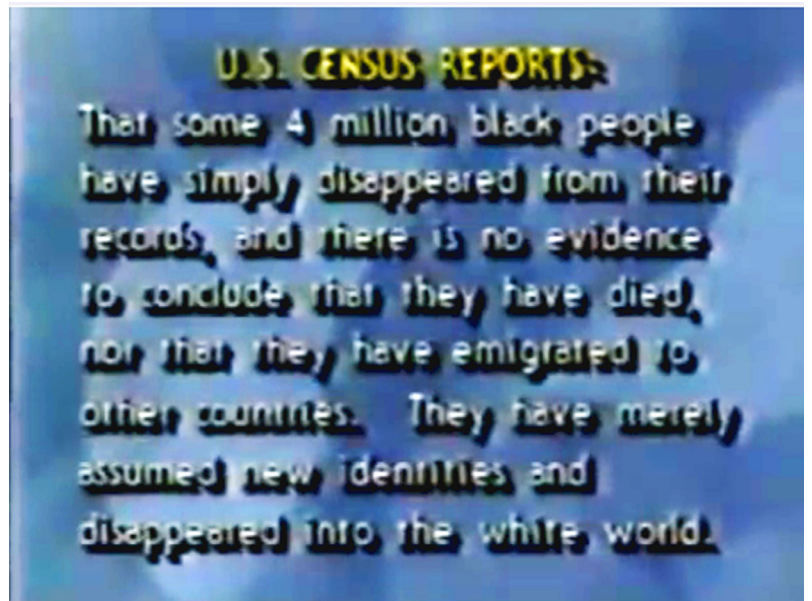 U.S. CENSUS REPORTS:
That some 4 million black people
have simply disappeared from their
records, and there is no evidence
to conclude that they have died,
nor that they have emigrated to
other countries. They have merely
assumed new identities and
disappeared into the white world.